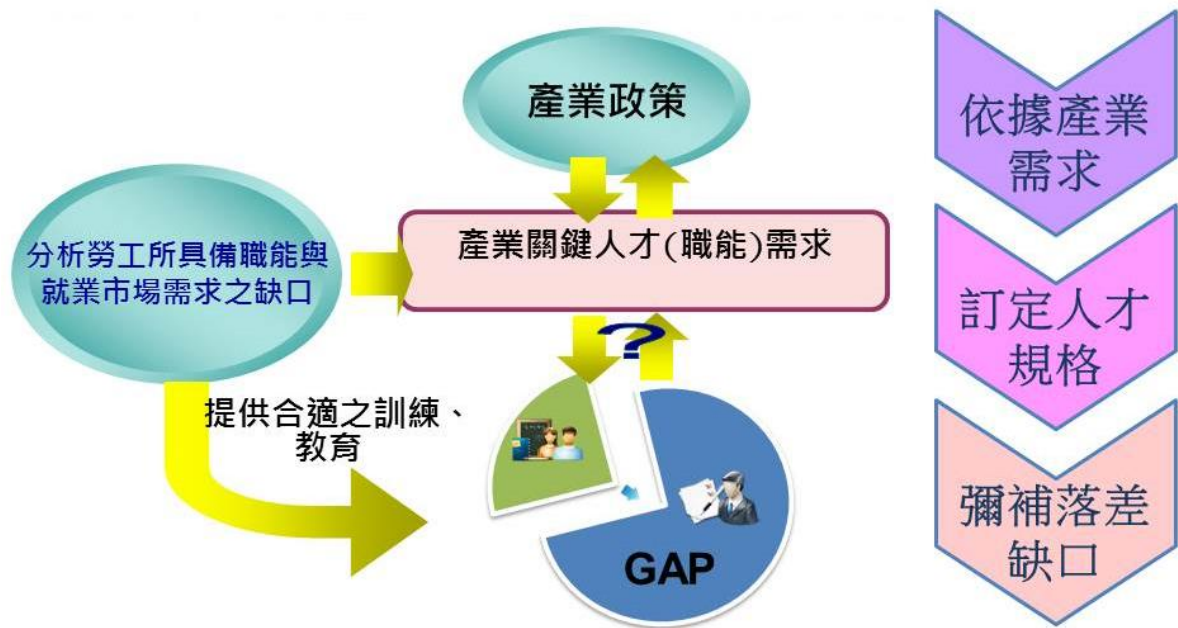 產業政策
分析勞工所具備職能與
就業市場需求之缺口
產業關鍵人才(職能)需求
?
提供合適之訓練、
教育
GAP
依據產業
需求
訂定人才
規格
彌補落差
缺口